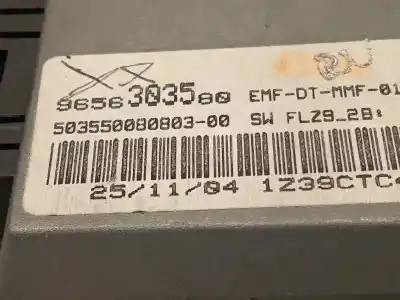 9656303580 EMF-DT-MMF-01
503550080803-00 SW FLZ9_2B
25/11/04 1Z39CTC